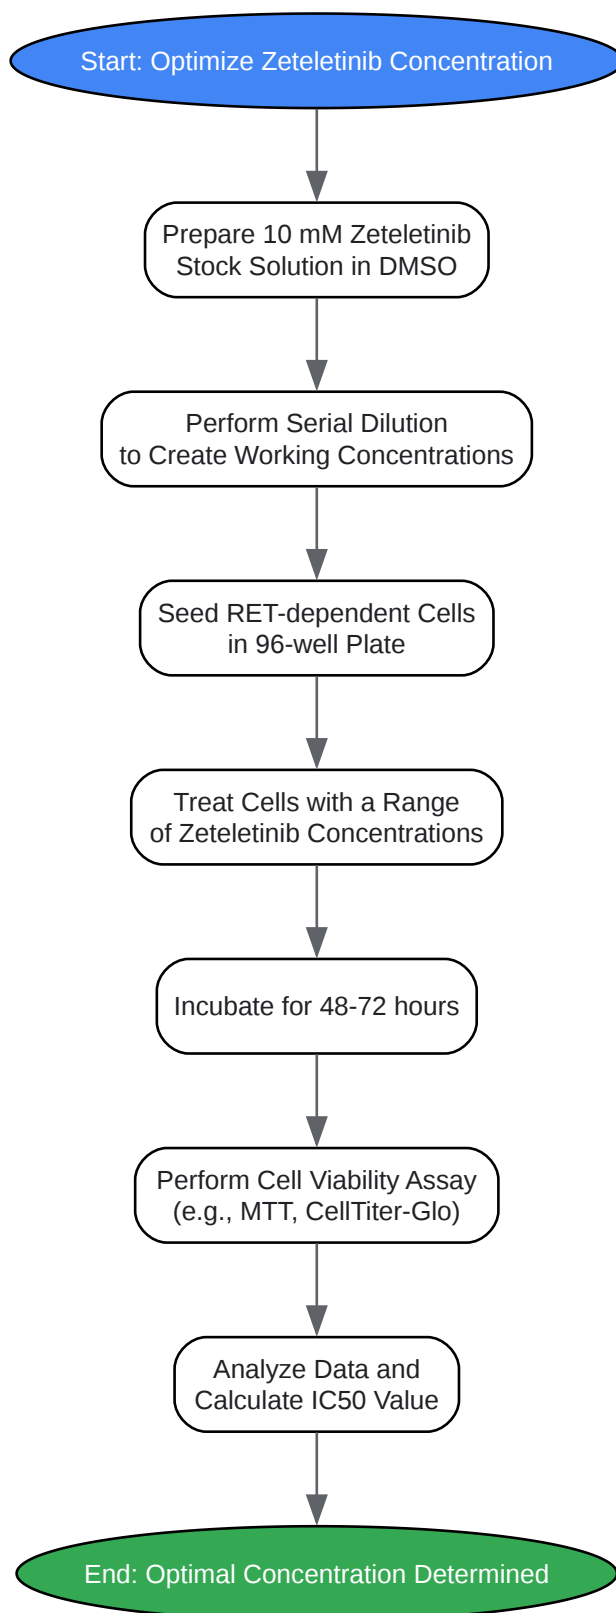 Start: Optimize Zeteletinib Concentration
Prepare 10 mM Zeteletinib
Stock Solution in DMSO
Perform Serial Dilution
to Create Working Concentrations
Seed RET-dependent Cells
in 96-well Plate
Treat Cells with a Range
of Zeteletinib Concentrations
Incubate for 48-72 hours
Perform Cell Viability Assay
(e.g., MTT, CellTiter-Glo)
Analyze Data and
Calculate IC50 Value
End: Optimal Concentration Determined